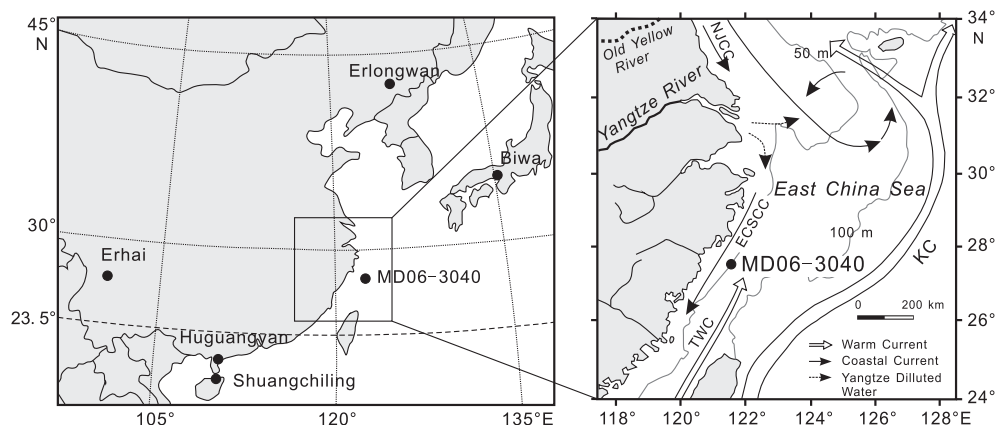 45°
N
30°
23.5°
105°
120°
135°E
Erlongwan
Biwa
Erhai
MD06-3040
Huguangyan
Shuangchiling
34°
N
32°
30°
28°
26°
24°
118°
120°
122°
124°
126°
128°E
Old Yellow
River
NJCC
50 m
Yangtze River
East China Sea
100 m
ECSCC
MD06-3040
KC
TWC
0 200 km
Warm Current
Coastal Current
Yangtze Dilluted
Water